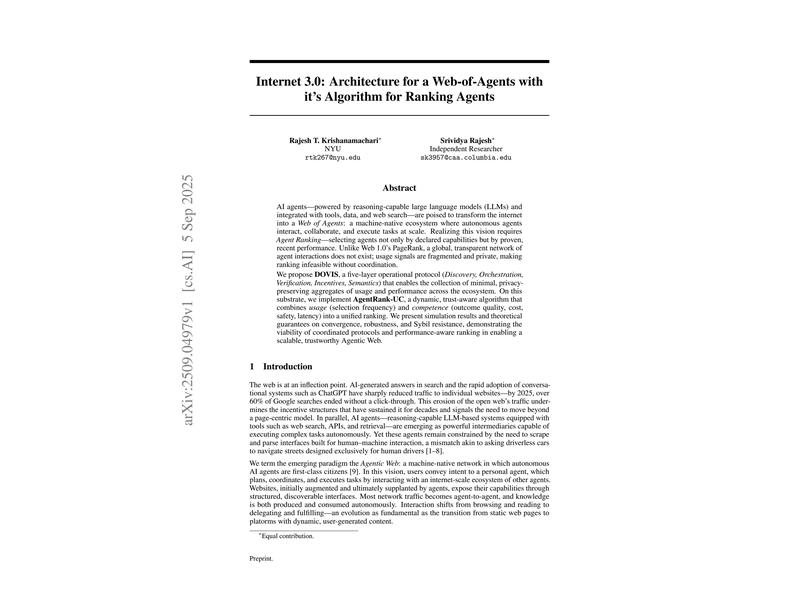 Internet 3.0: Architecture for a Web-of-Agents with
it's Algorithm for Ranking Agents
Rajesh T. Krishanamachari*
NYU
rtk267@nyu.edu
Srividya Rajesh*
Independent Researcher
sk3957@caa.columbia.edu
Abstract
AI agents—powered by reasoning-capable large language models (LLMs) and
integrated with tools, data, and web search—are poised to transform the internet
into a Web of Agents: a machine-native ecosystem where autonomous agents
interact, collaborate, and execute tasks at scale. Realizing this vision requires
Agent Ranking—selecting agents not only by declared capabilities but by proven,
recent performance. Unlike Web 1.0's PageRank, a global, transparent network of
agent interactions does not exist; usage signals are fragmented and private, making
ranking infeasible without coordination.
We propose DOVIS, a five-layer operational protocol (Discovery, Orchestration,
Verification, Incentives, Semantics) that enables the collection of minimal, privacy-
preserving aggregates of usage and performance across the ecosystem. On this
substrate, we implement AgentRank-UC, a dynamic, trust-aware algorithm that
combines usage (selection frequency) and competence (outcome quality, cost,
safety, latency) into a unified ranking. We present simulation results and theoretical
guarantees on convergence, robustness, and Sybil resistance, demonstrating the
viability of coordinated protocols and performance-aware ranking in enabling a
scalable, trustworthy Agentic Web.
1 Introduction
The web is at an inflection point. AI-generated answers in search and the rapid adoption of conversa-
tional systems such as ChatGPT have sharply reduced traffic to individual websites—by 2025, over
60% of Google searches ended without a click-through. This erosion of the open web's traffic under-
mines the incentive structures that have sustained it for decades and signals the need to move beyond
a page-centric model. In parallel, AI agents—reasoning-capable LLM-based systems equipped with
tools such as web search, APIs, and retrieval—are emerging as powerful intermediaries capable of
executing complex tasks autonomously. Yet these agents remain constrained by the need to scrape
and parse interfaces built for human–machine interaction, a mismatch akin to asking driverless cars
to navigate streets designed exclusively for human drivers [1–8].
We term the emerging paradigm the Agentic Web: a machine-native network in which autonomous
AI agents are first-class citizens [9]. In this vision, users convey intent to a personal agent, which
plans, coordinates, and executes tasks by interacting with an internet-scale ecosystem of other agents.
Websites, initially augmented and ultimately supplanted by agents, expose their capabilities through
structured, discoverable interfaces. Most network traffic becomes agent-to-agent, and knowledge
is both produced and consumed autonomously. Interaction shifts from browsing and reading to
delegating and fulfilling—an evolution as fundamental as the transition from static web pages to
platorms with dynamic, user-generated content.
*Equal contribution.
Preprint.
arXiv:2509.04979v1 [cs.AI] 5 Sep 2025